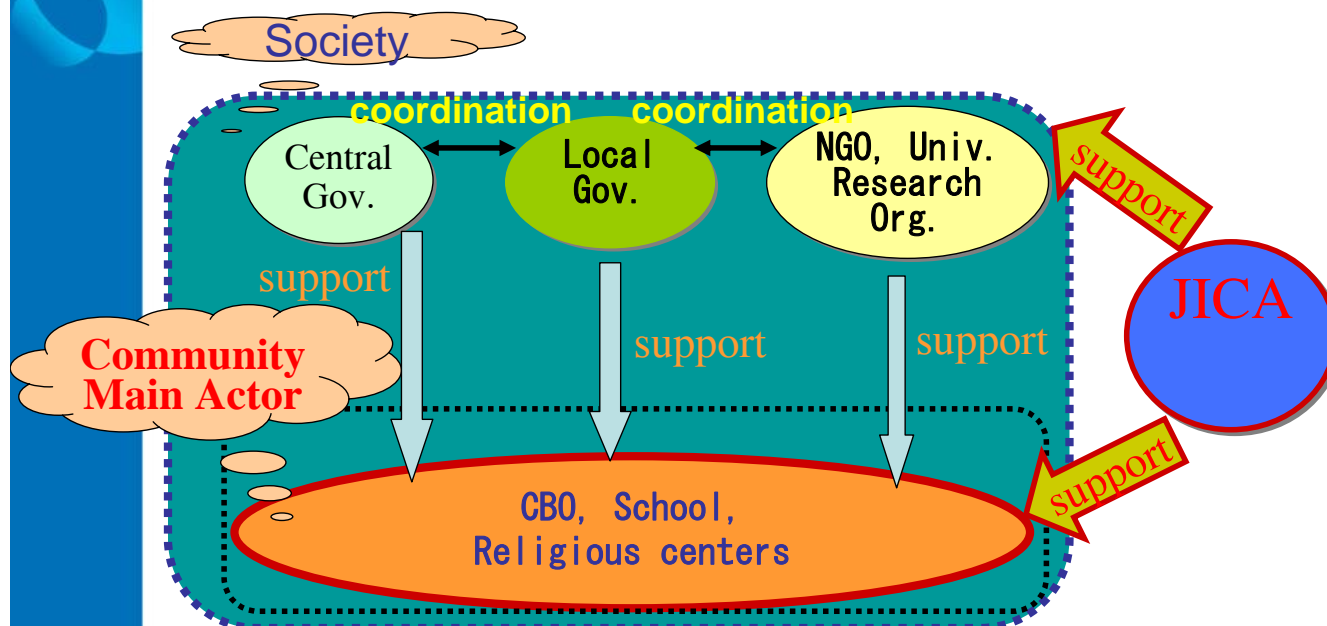 Society
coordination
coordination
Central
Gov.
Local
Gov.
NGO, Univ.
Research
Org.
support
JICA
support
support
support
Community
Main Actor
support
CBO, School,
Religious centers